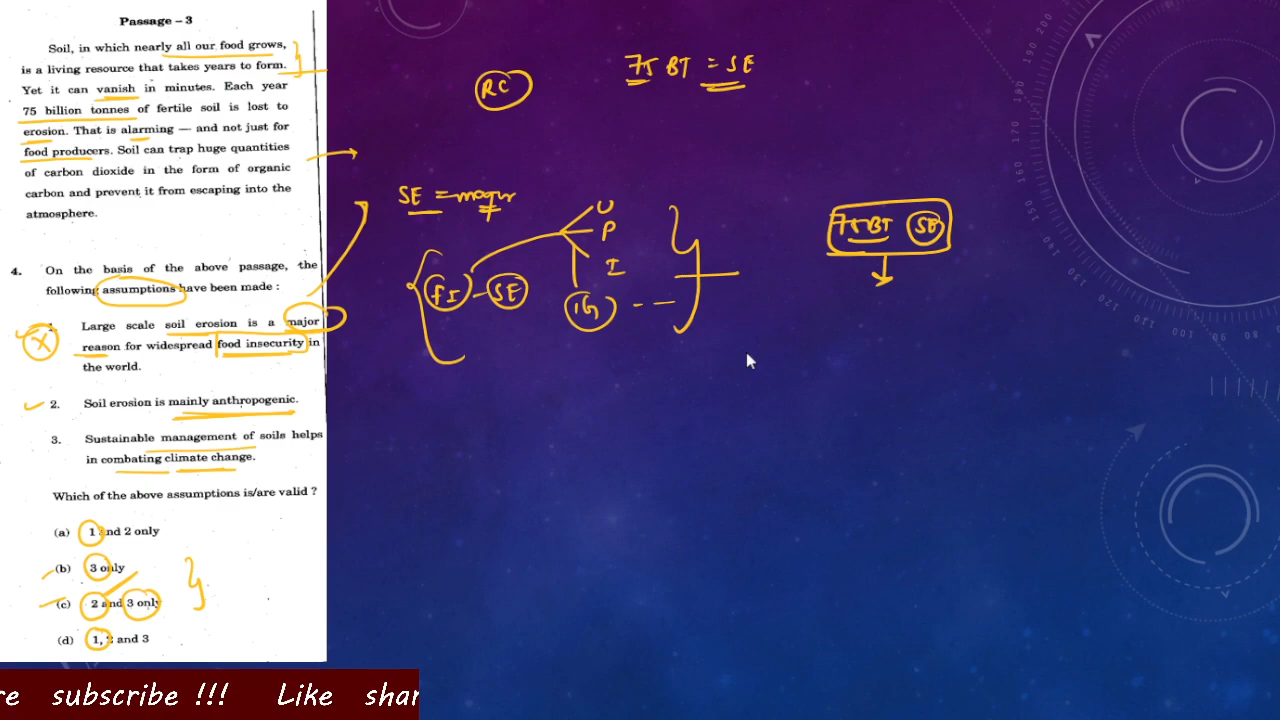 Passage – 3
Soil, in which nearly all our food grows,
is a living resource that takes years to form.
Yet it can vanish in minutes. Each year
75 billion tonnes of fertile soil is lost to
erosion. That is alarming — and not just for
food producers. Soil can trap huge quantities
of carbon dioxide in the form of organic
carbon and prevent it from escaping into the
atmosphere.
4. On the basis of the above passage, the
following assumptions have been made :
Large scale soil erosion is a major
reason for widespread food insecurity in
the world.
2. Soil erosion is mainly anthropogenic.
3. Sustainable management of soils helps
in combating climate change.
Which of the above assumptions is/are valid ?
(a) 1 and 2 only
(b) 3 only
(c) 2 and 3 only
(d) 1, 2 and 3
RC
75 BT = SE
SE = major
U
P
I
FI - SE
75 BT SE
re subscribe !!! Like shar